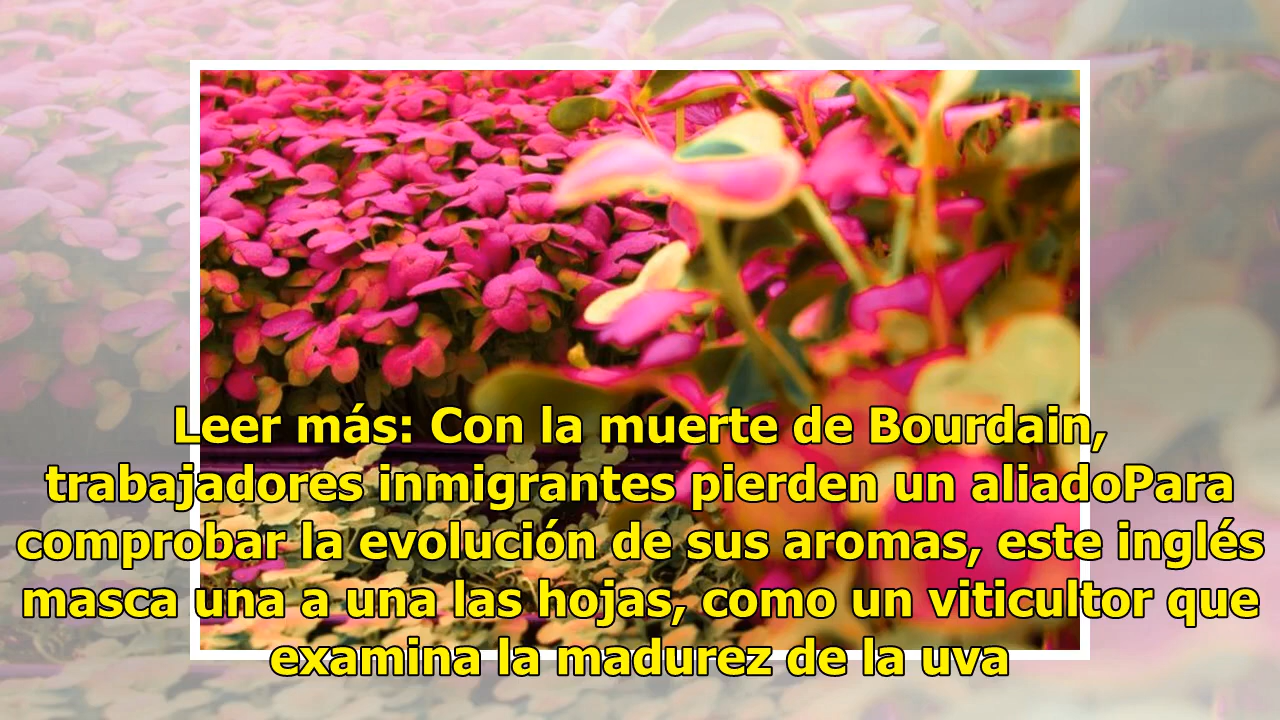 Leer más: Con la muerte de Bourdain,
trabajadores inmigrantes pierden un aliadoPara
comprobar la evolución de sus aromas, este inglés
masca una a una las hojas, como un viticultor que
examina la madurez de la uva